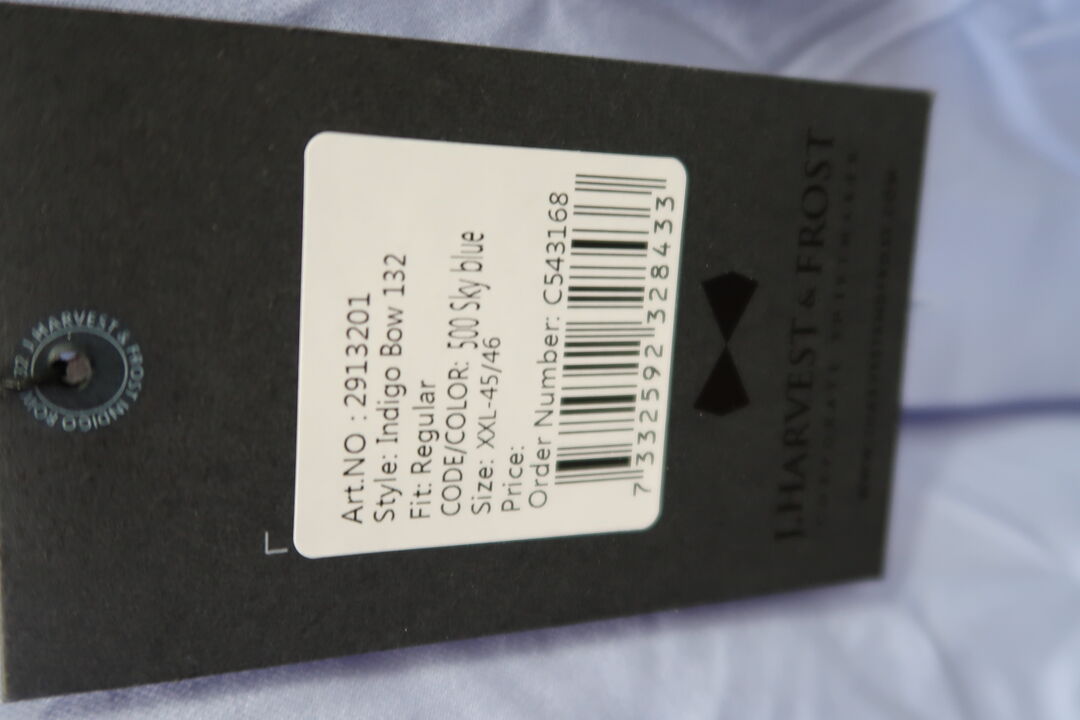 J.HARVEST & FROST INDIGO BOW
Art.NO : 2913201
Style: Indigo Bow 132
Fit: Regular
CODE/COLOR: 500 Sky blue
Size: XXL-45/46
Price:
Order Number: C543168
7 332592 328433
J.HARVEST & FROST